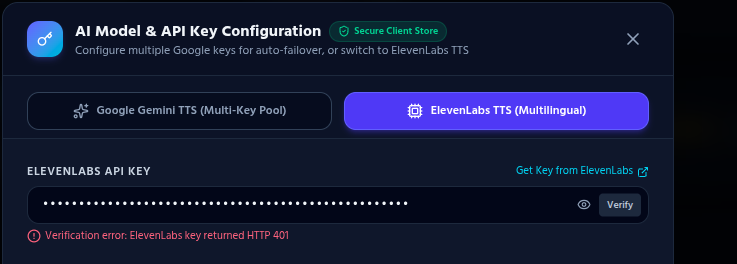 AI Model & API Key Configuration
Secure Client Store
Configure multiple Google keys for auto-failover, or switch to ElevenLabs TTS
Google Gemini TTS (Multi-Key Pool)
ElevenLabs TTS (Multilingual)
ELEVENLABS API KEY
Get Key from ElevenLabs
Verify
Verification error: ElevenLabs key returned HTTP 401